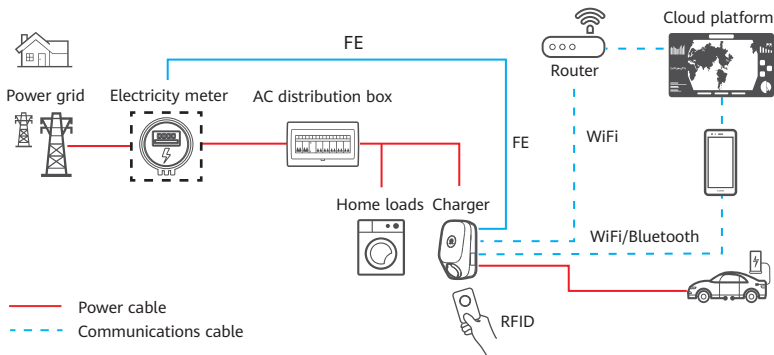 FE
Cloud platform
Router
Power grid
Electricity meter
AC distribution box
FE
WiFi
Home loads
Charger
WiFi/Bluetooth
RFID
Power cable
Communications cable